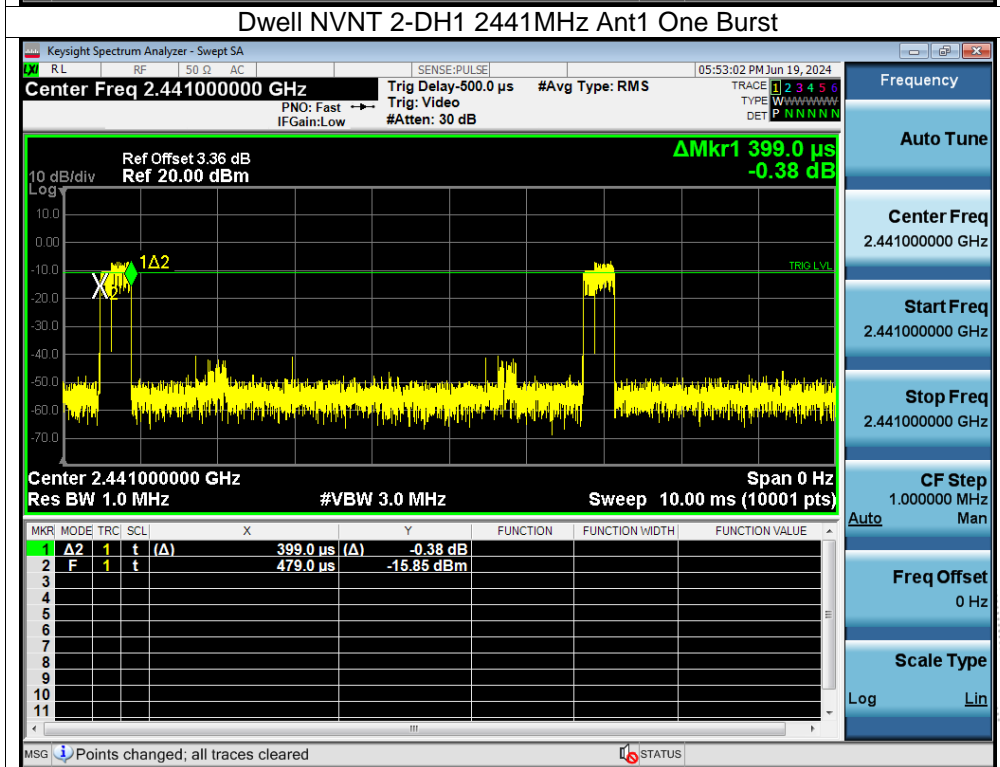 Dwell NVNT 2-DH1 2441MHz Ant1 One Burst
Keysight Spectrum Analyzer - Swept SA
LXI RL RF 50 Ω AC SENSE:PULSE 05:53:02 PM Jun 19, 2024
Center Freq 2.441000000 GHz Trig Delay-500.0 µs #Avg Type: RMS TRACE 1 2 3 4 5 6
PNO: Fast Trig: Video TYPE WWWWWW
IFGain:Low #Atten: 30 dB DET P N N N N N
ΔMkr1 399.0 µs
-0.38 dB
Ref Offset 3.36 dB
10 dB/div Ref 20.00 dBm
Log
10.0
0.00
-10.0
-20.0
-30.0
-40.0
-50.0
-60.0
-70.0
1Δ2
X2
TRIG LVL
Center 2.441000000 GHz Span 0 Hz
Res BW 1.0 MHz #VBW 3.0 MHz Sweep 10.00 ms (10001 pts)
MKR MODE TRC SCL X Y FUNCTION FUNCTION WIDTH FUNCTION VALUE
1 Δ2 1 t (Δ) 399.0 µs (Δ) -0.38 dB
2 F 1 t 479.0 µs -15.85 dBm
3
4
5
6
7
8
9
10
11
MSG Points changed; all traces cleared STATUS
Frequency
Auto Tune
Center Freq
2.441000000 GHz
Start Freq
2.441000000 GHz
Stop Freq
2.441000000 GHz
CF Step
1.000000 MHz
Auto Man
Freq Offset
0 Hz
Scale Type
Log Lin